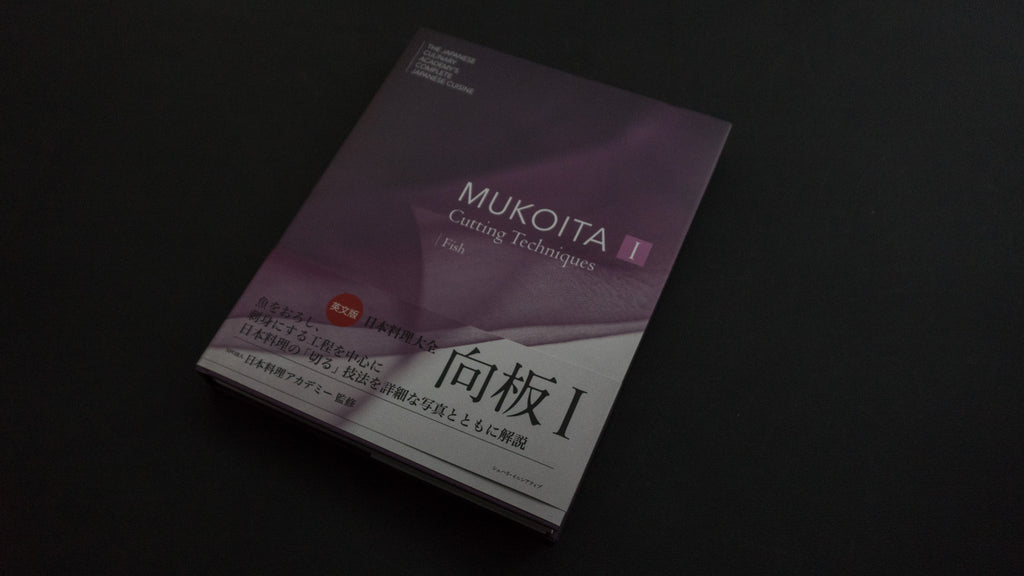 THE JAPANESE
CULINARY
ACADEMY'S
COMPLETE
JAPANESE CUISINE
MUKOITA I
Cutting Techniques
| Fish
英文版
日本料理大全
向板 I
魚をおろし、
刺身にする工程を中心に
日本料理の「切る」技法を詳細な写真とともに解説
日本料理アカデミー 監修